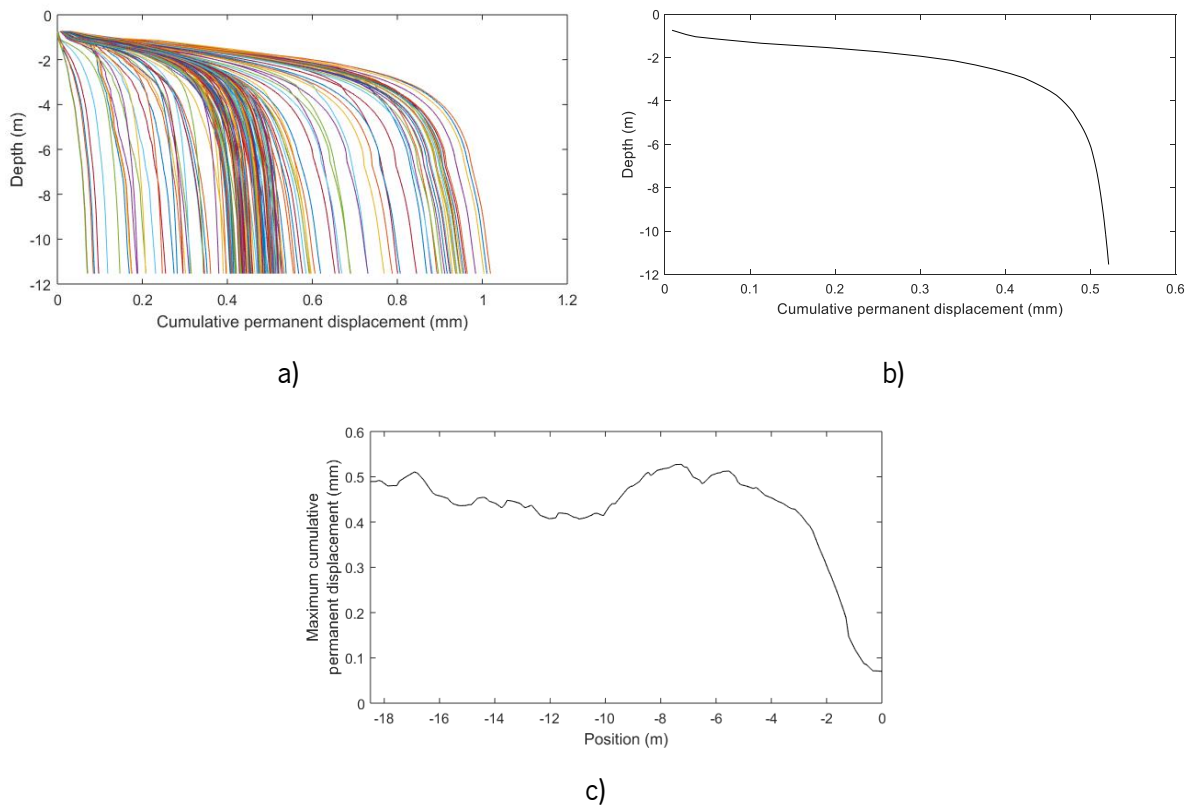 0
-2
-4
-6
-8
-10
-12
Depth (m)
0 0.2 0.4 0.6 0.8 1 1.2
Cumulative permanent displacement (mm)
a)
0
-2
-4
-6
-8
-10
-12
Depth (m)
0 0.1 0.2 0.3 0.4 0.5 0.6
Cumulative permanent displacement (mm)
b)
0.6
0.5
0.4
0.3
0.2
0.1
0
Maximum cumulative
permanent displacement (mm)
-18 -16 -14 -12 -10 -8 -6 -4 -2 0
Position (m)
c)